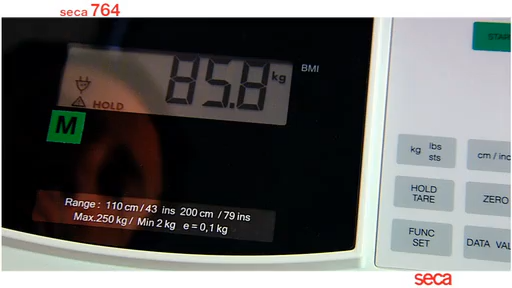 seca 764
START
85.8 kg
BMI
HOLD
M
kg lbs sts
cm / inc
Range : 110 cm / 43 ins 200 cm / 79 ins
Max.250 kg / Min 2 kg e = 0,1 kg
HOLD TARE
ZERO
FUNC SET
DATA VAL
seca